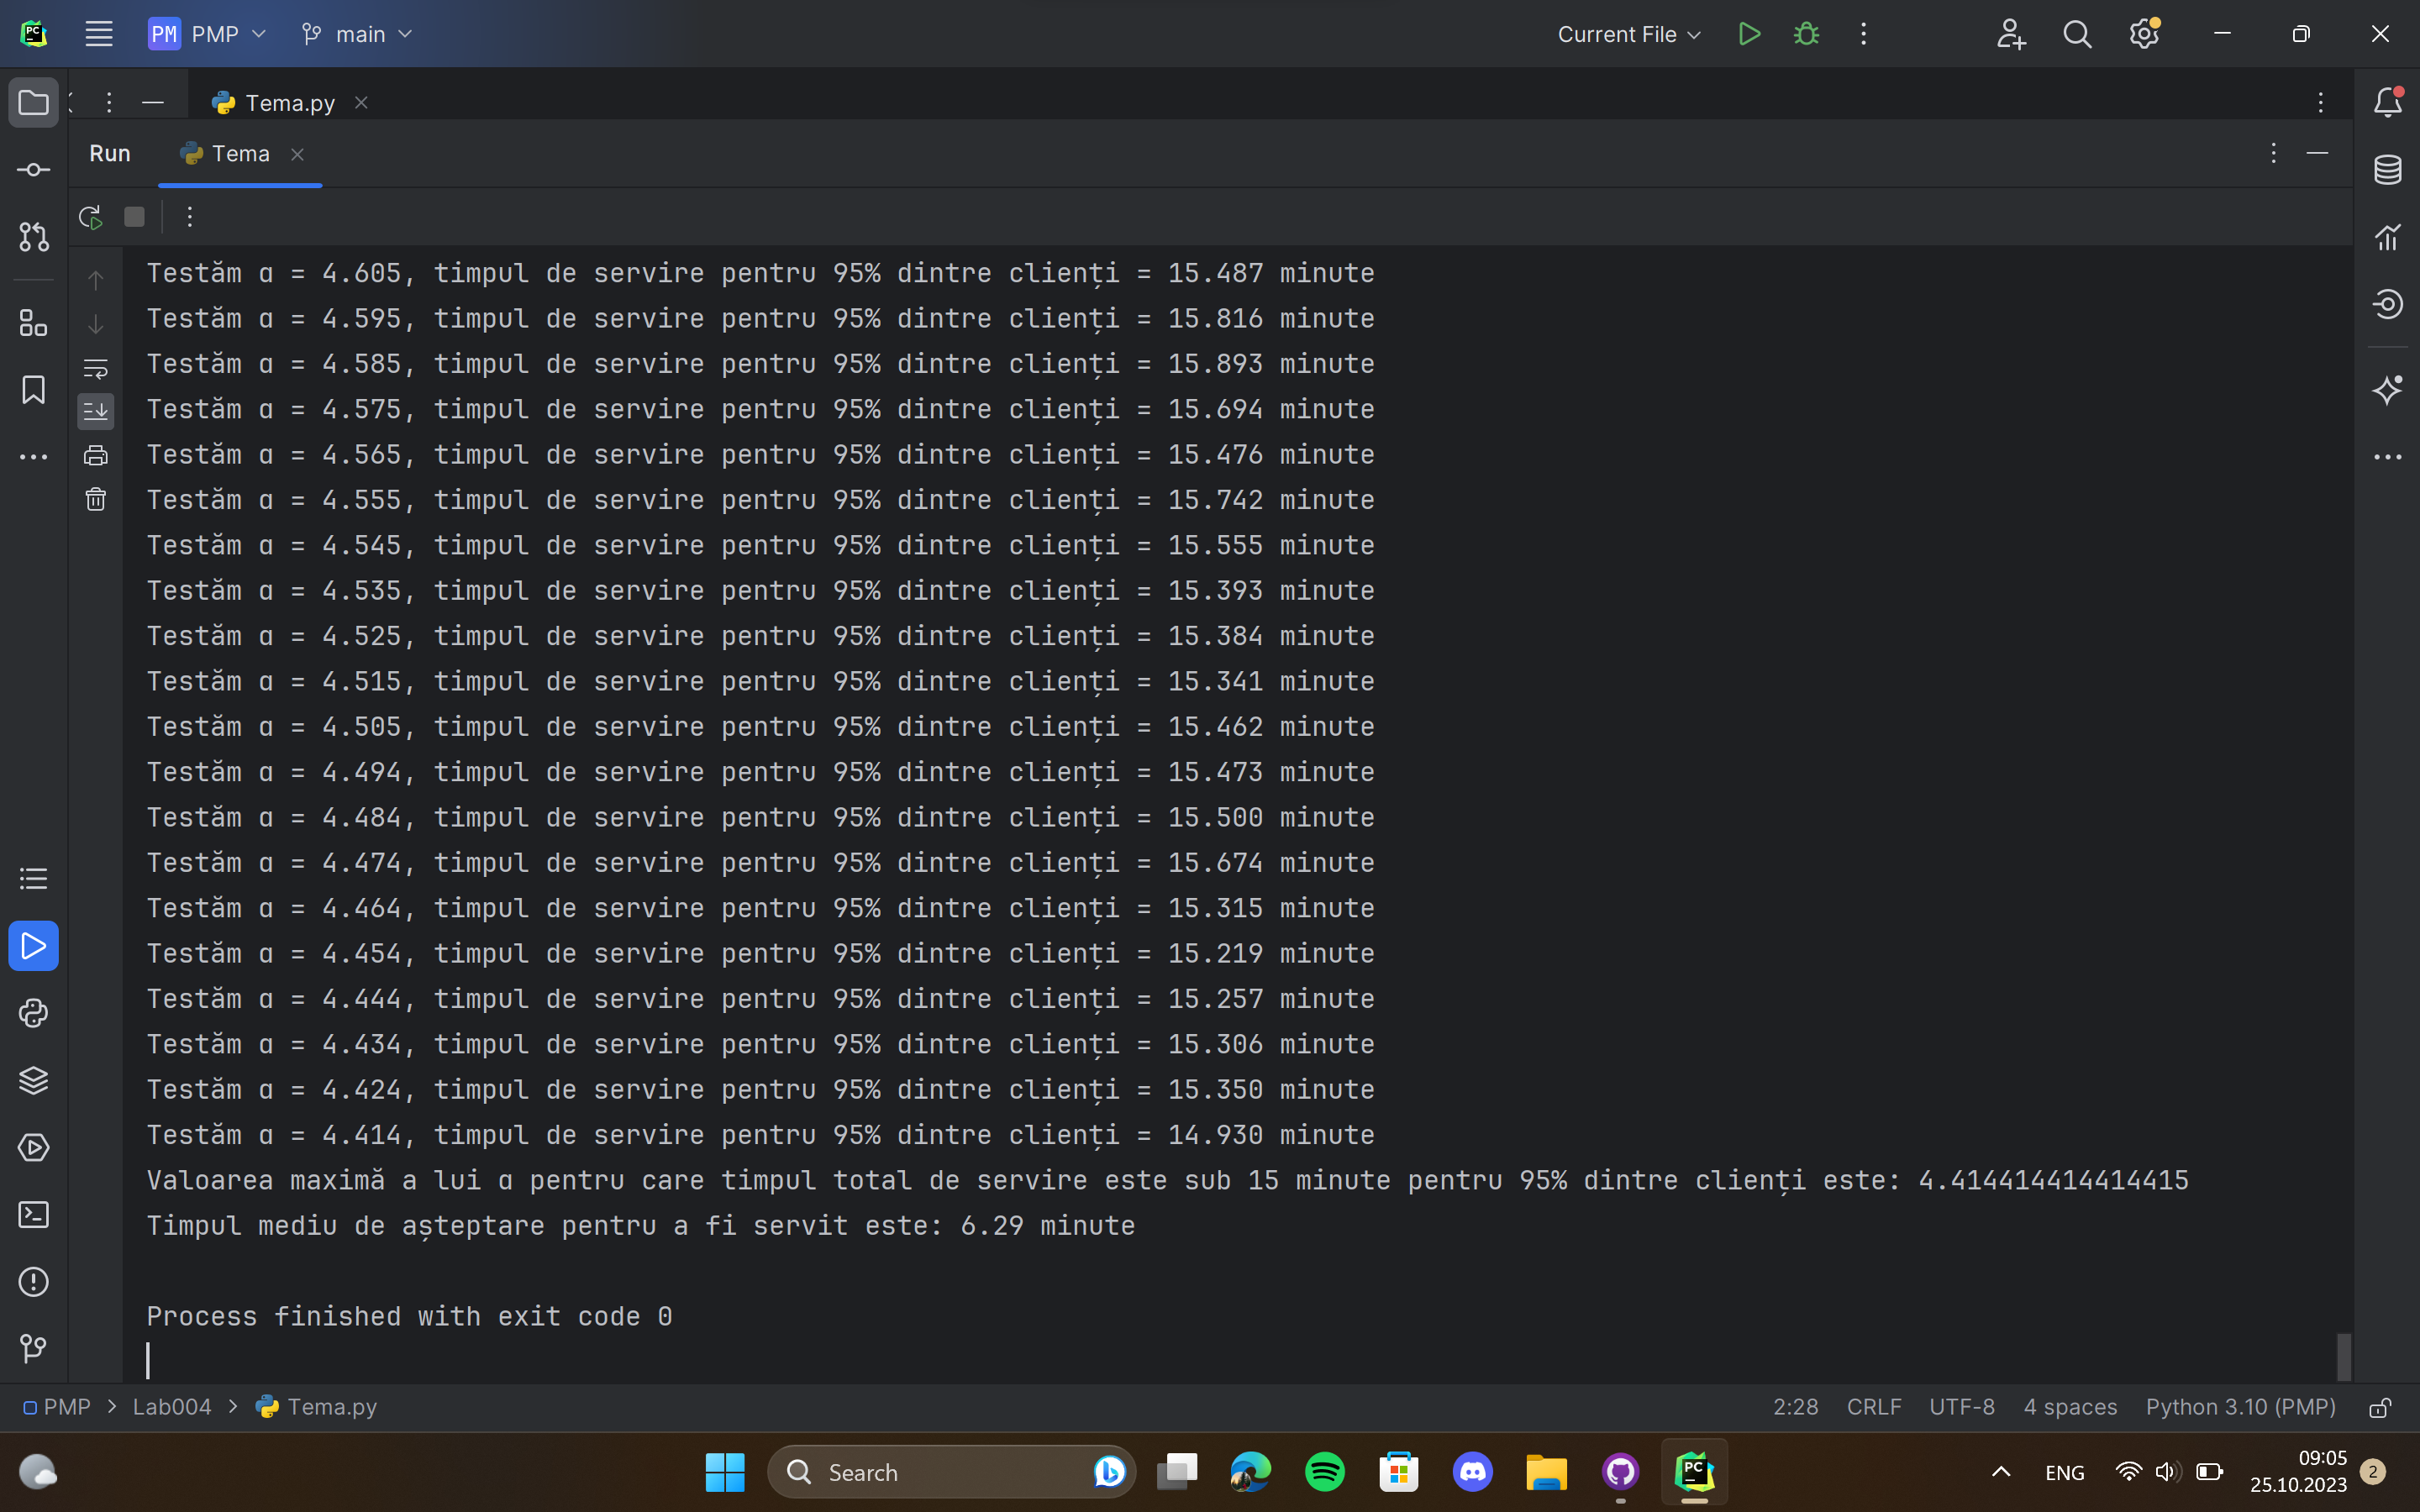 PC PM PMP main Current File
Tema.py
Run Tema
Testăm α = 4.605, timpul de servire pentru 95% dintre clienți = 15.487 minute
Testăm α = 4.595, timpul de servire pentru 95% dintre clienți = 15.816 minute
Testăm α = 4.585, timpul de servire pentru 95% dintre clienți = 15.893 minute
Testăm α = 4.575, timpul de servire pentru 95% dintre clienți = 15.694 minute
Testăm α = 4.565, timpul de servire pentru 95% dintre clienți = 15.476 minute
Testăm α = 4.555, timpul de servire pentru 95% dintre clienți = 15.742 minute
Testăm α = 4.545, timpul de servire pentru 95% dintre clienți = 15.555 minute
Testăm α = 4.535, timpul de servire pentru 95% dintre clienți = 15.393 minute
Testăm α = 4.525, timpul de servire pentru 95% dintre clienți = 15.384 minute
Testăm α = 4.515, timpul de servire pentru 95% dintre clienți = 15.341 minute
Testăm α = 4.505, timpul de servire pentru 95% dintre clienți = 15.462 minute
Testăm α = 4.494, timpul de servire pentru 95% dintre clienți = 15.473 minute
Testăm α = 4.484, timpul de servire pentru 95% dintre clienți = 15.500 minute
Testăm α = 4.474, timpul de servire pentru 95% dintre clienți = 15.674 minute
Testăm α = 4.464, timpul de servire pentru 95% dintre clienți = 15.315 minute
Testăm α = 4.454, timpul de servire pentru 95% dintre clienți = 15.219 minute
Testăm α = 4.444, timpul de servire pentru 95% dintre clienți = 15.257 minute
Testăm α = 4.434, timpul de servire pentru 95% dintre clienți = 15.306 minute
Testăm α = 4.424, timpul de servire pentru 95% dintre clienți = 15.350 minute
Testăm α = 4.414, timpul de servire pentru 95% dintre clienți = 14.930 minute
Valoarea maximă a lui α pentru care timpul total de servire este sub 15 minute pentru 95% dintre clienți este: 4.414414414414415
Timpul mediu de așteptare pentru a fi servit este: 6.29 minute
Process finished with exit code 0
PMP > Lab004 > Tema.py 2:28 CRLF UTF-8 4 spaces Python 3.10 (PMP)
Search PC ENG 09:05
25.10.2023 2